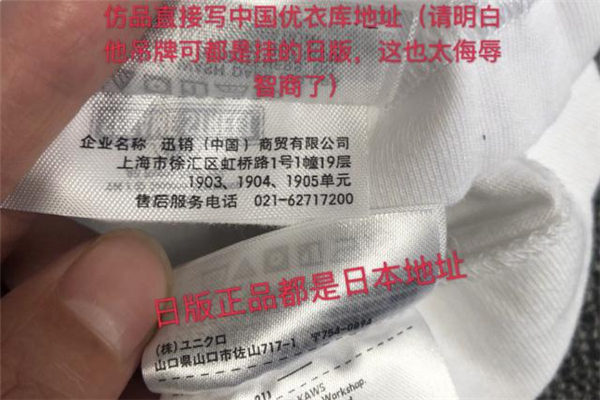 仿品直接写中国优衣库地址（请明白
他吊牌可都是挂的日版，这也太侮辱
智商了）
企业名称 迅销（中国）商贸有限公司
上海市徐汇区虹桥路1号1幢19层
1903、1904、1905单元
售后服务电话 021-62717200
日版正品都是日本地址
(株)ユニクロ
山口県山口市佐山717-1 〒754-0894
KAWS
Workshop.